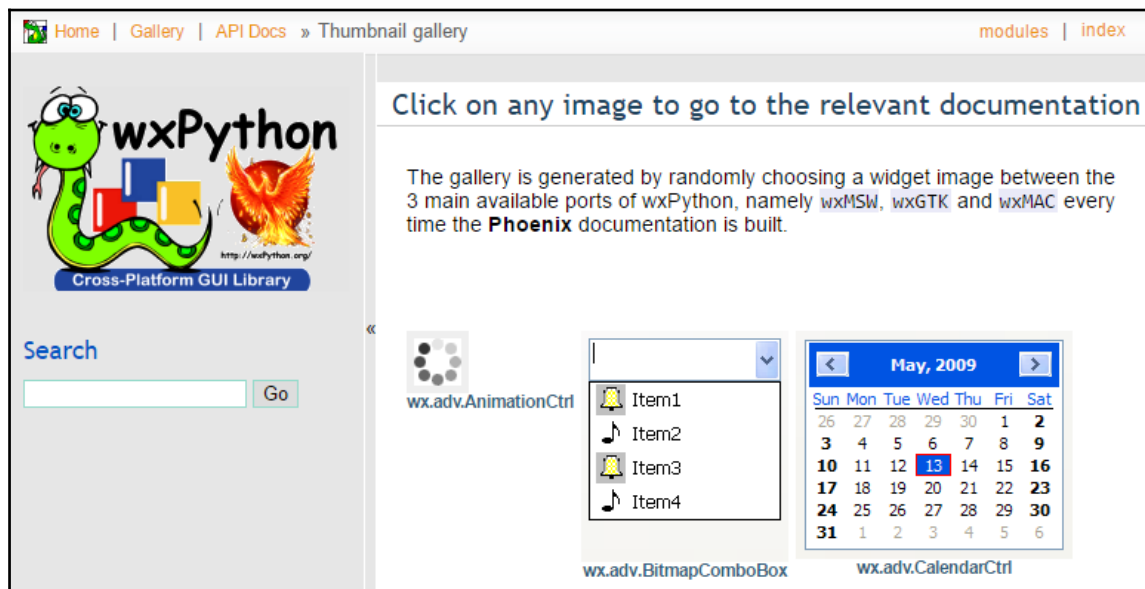 Home | Gallery | API Docs » Thumbnail gallery
modules | index
wxPython
http://wxPython.org/
Cross-Platform GUI Library
Search
Go
«
Click on any image to go to the relevant documentation
The gallery is generated by randomly choosing a widget image between the
3 main available ports of wxPython, namely wxMSW, wxGTK and wxMAC every
time the Phoenix documentation is built.
wx.adv.AnimationCtrl
Item1
Item2
Item3
Item4
wx.adv.BitmapComboBox
May, 2009
Sun Mon Tue Wed Thu Fri Sat
26 27 28 29 30 1 2
3 4 5 6 7 8 9
10 11 12 13 14 15 16
17 18 19 20 21 22 23
24 25 26 27 28 29 30
31 1 2 3 4 5 6
wx.adv.CalendarCtrl